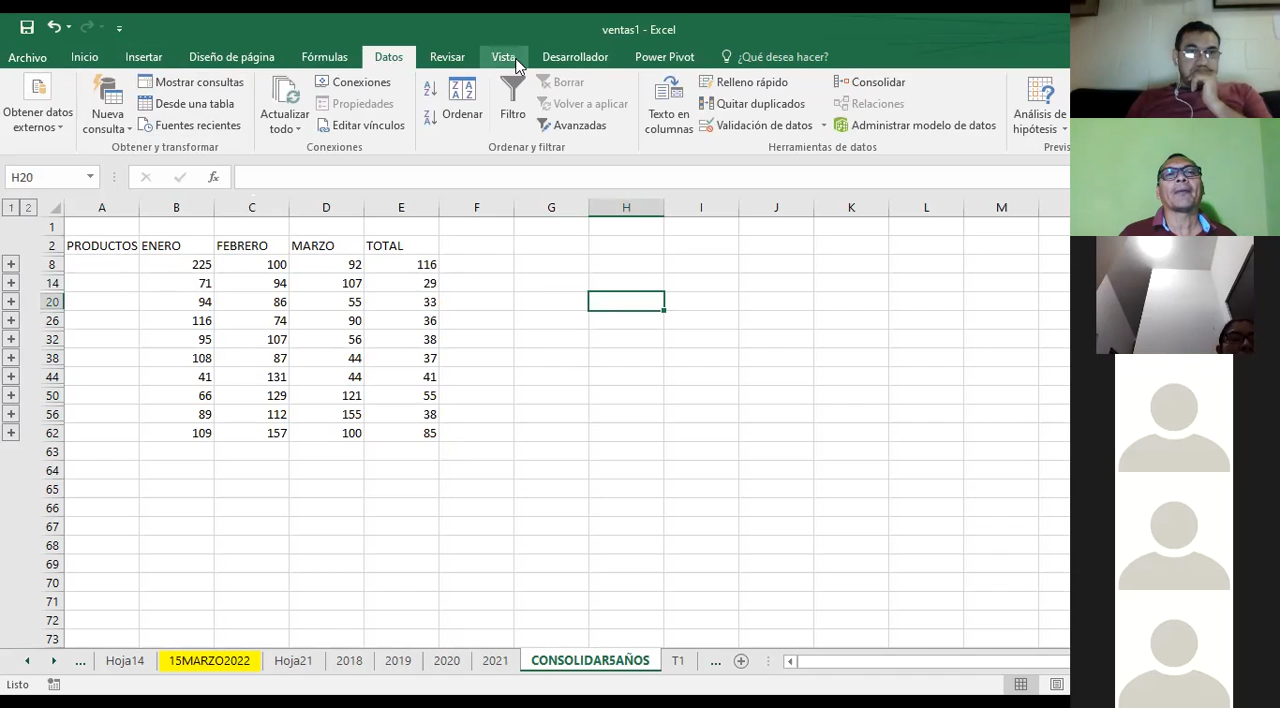 ventas1 - Excel
Archivo Inicio Insertar Diseño de página Fórmulas Datos Revisar Vista Desarrollador Power Pivot ¿Qué desea hacer?
Obtener datos externos
Nueva consulta
Mostrar consultas
Desde una tabla
Fuentes recientes
Obtener y transformar
Actualizar todo
Conexiones
Propiedades
Editar vínculos
Conexiones
Ordenar
Filtro
Borrar
Volver a aplicar
Avanzadas
Ordenar y filtrar
Texto en columnas
Relleno rápido
Quitar duplicados
Validación de datos
Consolidar
Relaciones
Administrar modelo de datos
Herramientas de datos
Análisis de hipótesis
Previs
H20 fx
1 2 A B C D E F G H I J K L M
1
2 PRODUCTOS ENERO FEBRERO MARZO TOTAL
8 225 100 92 116
14 71 94 107 29
20 94 86 55 33
26 116 74 90 36
32 95 107 56 38
38 108 87 44 37
44 41 131 44 41
50 66 129 121 55
56 89 112 155 38
62 109 157 100 85
63
64
65
66
67
68
69
70
71
72
73
... Hoja14 15MARZO2022 Hoja21 2018 2019 2020 2021 CONSOLIDAR5AÑOS T1 ...
Listo